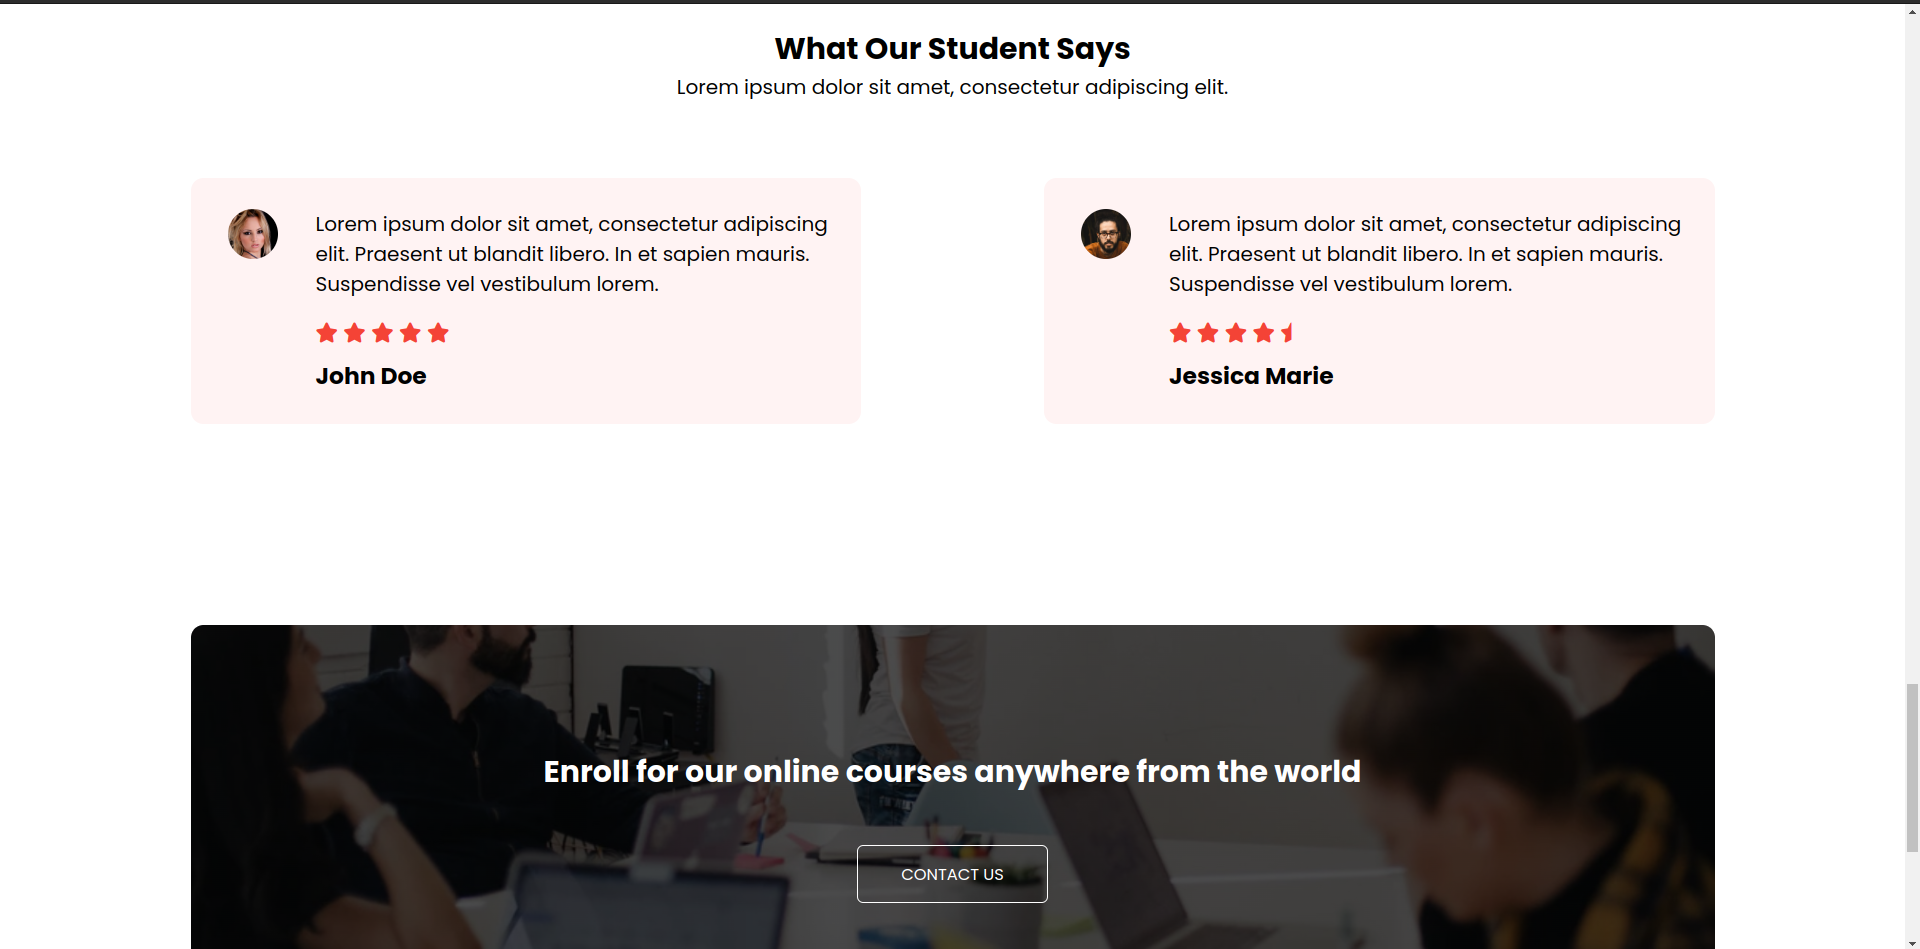 What Our Student Says
Lorem ipsum dolor sit amet, consectetur adipiscing elit.
Lorem ipsum dolor sit amet, consectetur adipiscing
elit. Praesent ut blandit libero. In et sapien mauris.
Suspendisse vel vestibulum lorem.
John Doe
Lorem ipsum dolor sit amet, consectetur adipiscing
elit. Praesent ut blandit libero. In et sapien mauris.
Suspendisse vel vestibulum lorem.
Jessica Marie
Enroll for our online courses anywhere from the world
CONTACT US